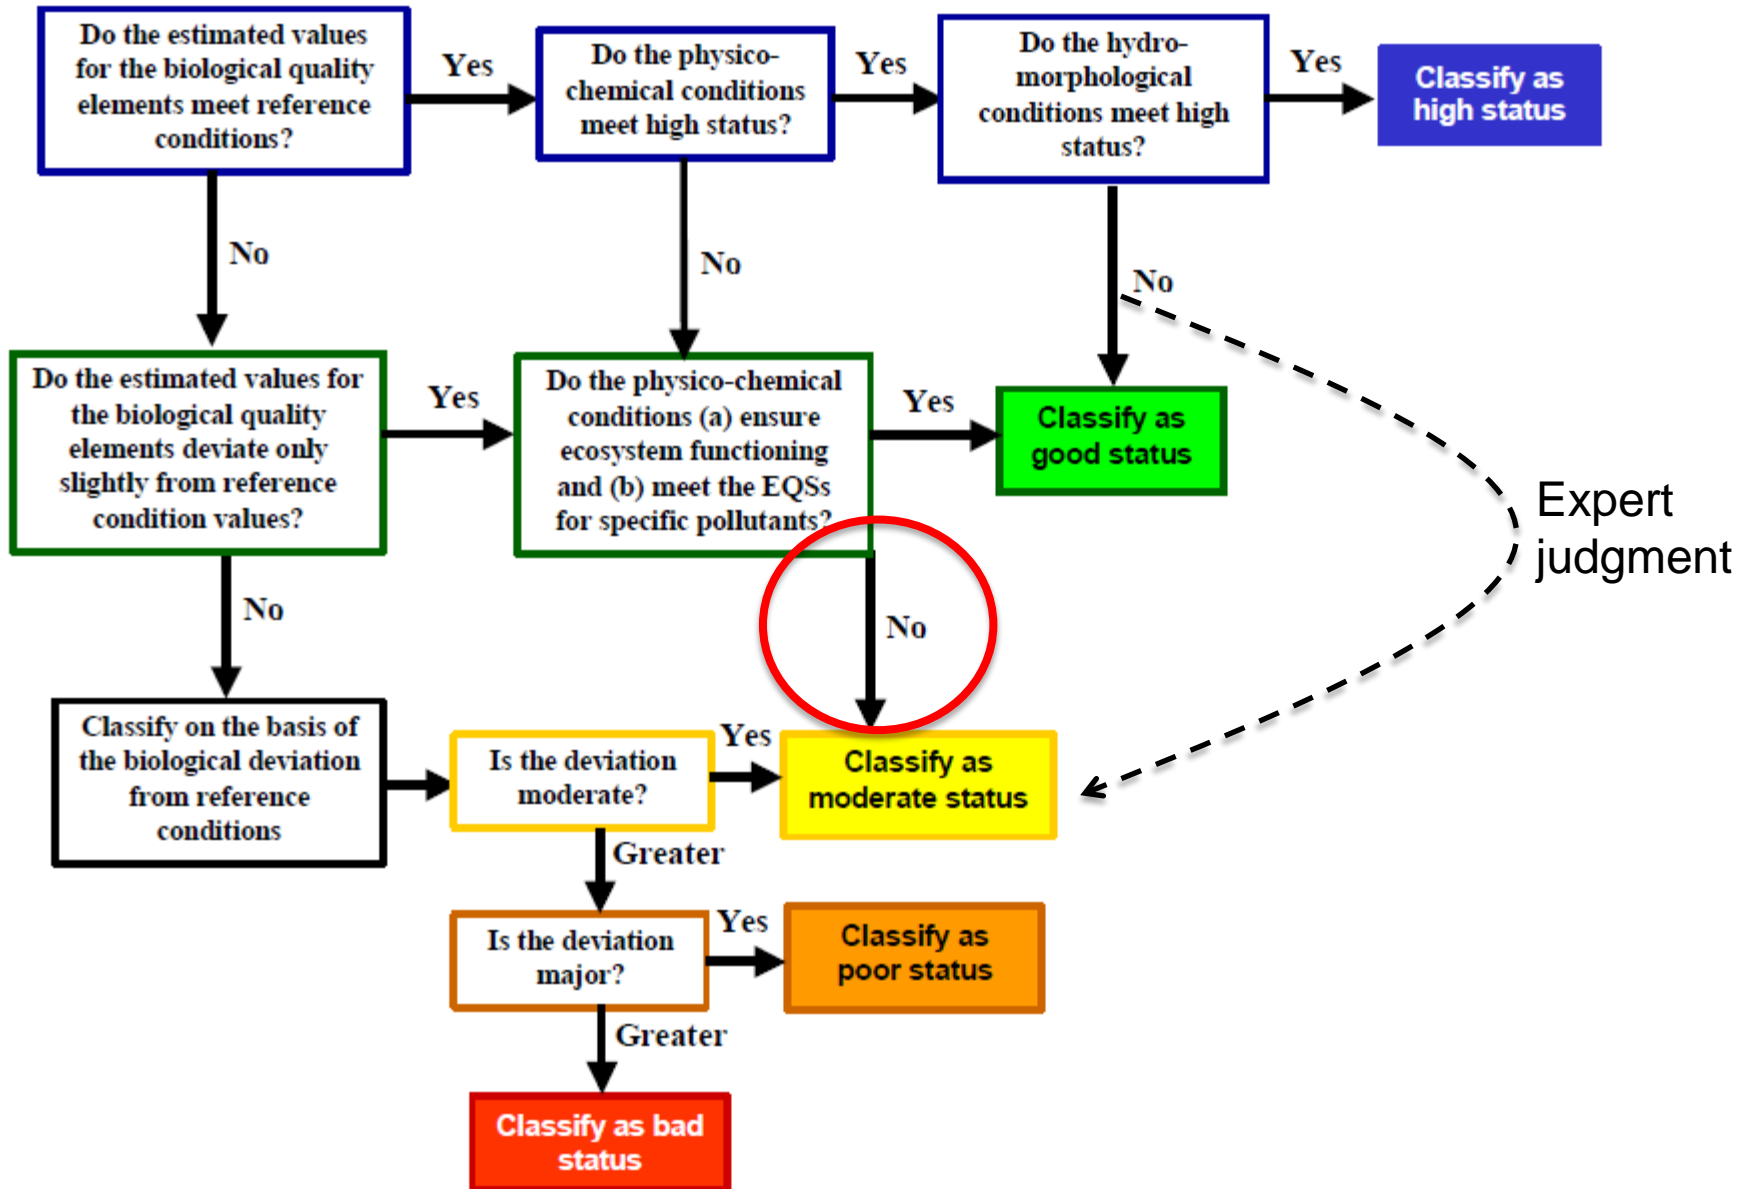 Do the estimated values
for the biological quality
elements meet reference
conditions?
Yes
Do the physico-
chemical conditions
meet high status?
Yes
Do the hydro-
morphological
conditions meet high
status?
Yes
Classify as
high status
No
No
No
Do the estimated values for
the biological quality
elements deviate only
slightly from reference
condition values?
Yes
Do the physico-chemical
conditions (a) ensure
ecosystem functioning
and (b) meet the EQSs
for specific pollutants?
Yes
Classify as
good status
Expert
judgment
No
No
Classify on the basis of
the biological deviation
from reference
conditions
Is the deviation
moderate?
Yes
Classify as
moderate status
Greater
Is the deviation
major?
Yes
Classify as
poor status
Greater
Classify as bad
status